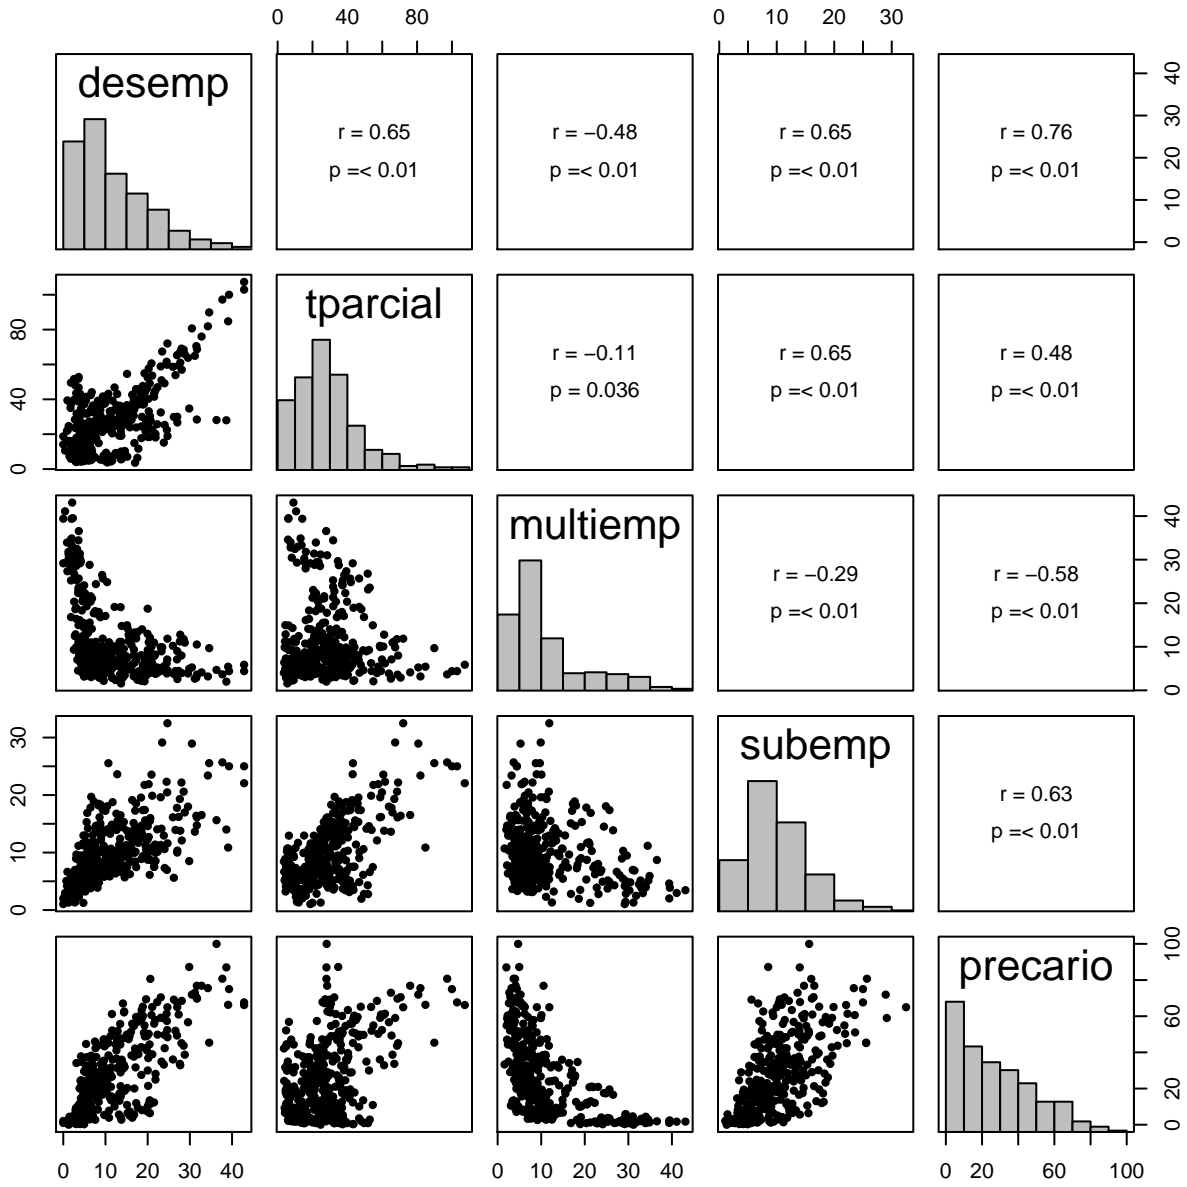 0 40 80 0 10 20 30
desemp
r = 0.65
p =< 0.01
r = −0.48
p =< 0.01
r = 0.65
p =< 0.01
r = 0.76
p =< 0.01
0 10 20 30 40
0 40 80
tparcial
r = −0.11
p = 0.036
r = 0.65
p =< 0.01
r = 0.48
p =< 0.01
multiemp
r = −0.29
p =< 0.01
r = −0.58
p =< 0.01
0 10 20 30 40
0 10 20 30
subemp
r = 0.63
p =< 0.01
precario
0 20 60 100
0 10 20 30 40 0 10 20 30 40 0 20 60 100